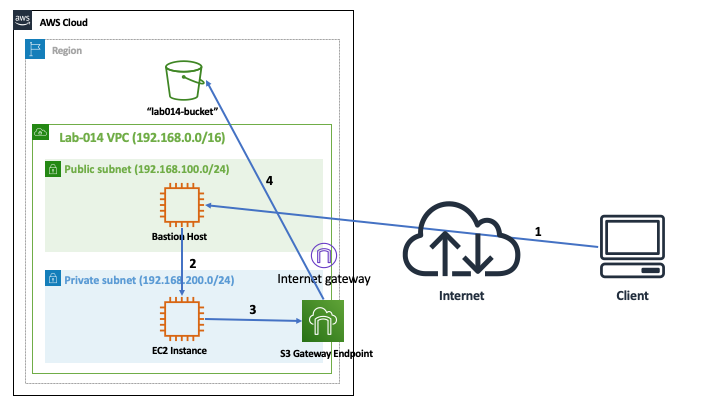 aws
AWS Cloud
Region
"lab014-bucket"
Lab-014 VPC (192.168.0.0/16)
Public subnet (192.168.100.0/24)
4
1
Bastion Host
2
Internet gateway
Private subnet (192.168.200.0/24)
Internet
Client
3
EC2 Instance
S3 Gateway Endpoint